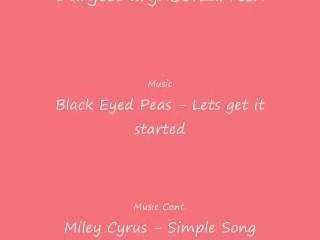 Music
Black Eyed Peas - Lets get it
started
Music Cont.
Miley Cyrus - Simple Song